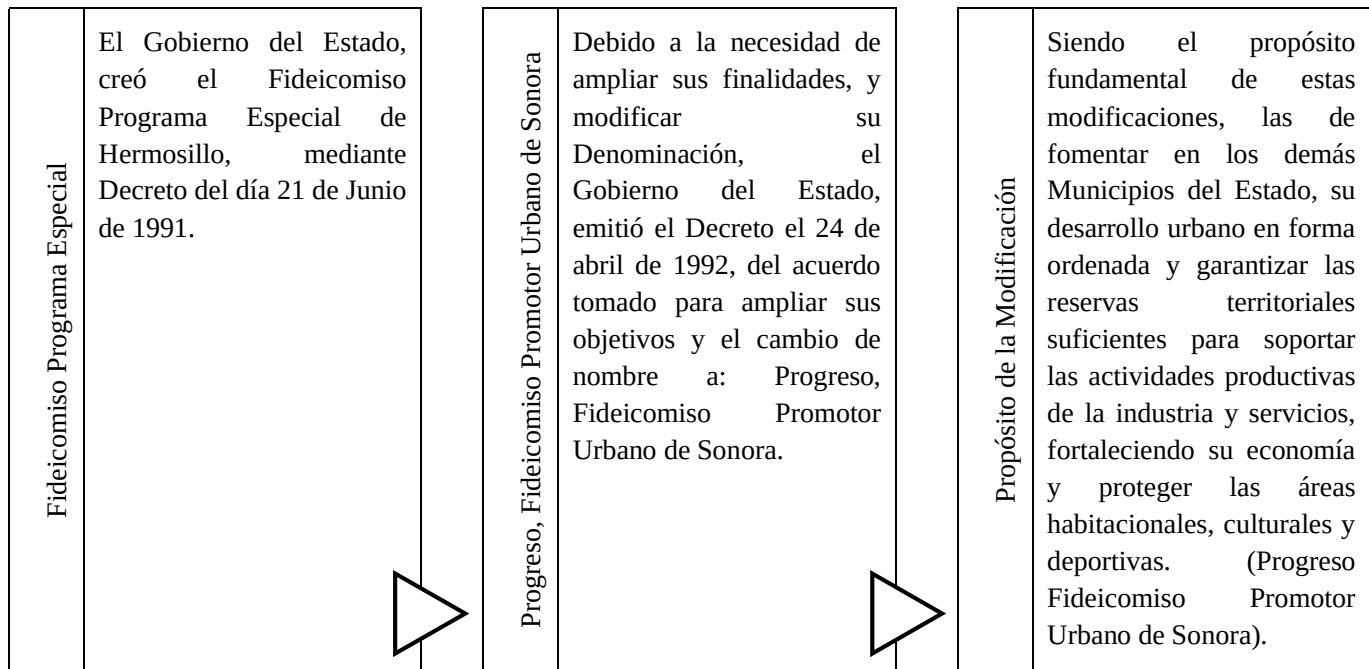 Fideicomiso Programa Especial
El Gobierno del Estado,
creó el Fideicomiso
Programa Especial de
Hermosillo, mediante
Decreto del día 21 de Junio
de 1991.
Progreso, Fideicomiso Promotor Urbano de Sonora
Debido a la necesidad de
ampliar sus finalidades, y
modificar su
Denominación, el
Gobierno del Estado,
emitió el Decreto el 24 de
abril de 1992, del acuerdo
tomado para ampliar sus
objetivos y el cambio de
nombre a: Progreso,
Fideicomiso Promotor
Urbano de Sonora.
Propósito de la Modificación
Siendo el propósito
fundamental de estas
modificaciones, las de
fomentar en los demás
Municipios del Estado, su
desarrollo urbano en forma
ordenada y garantizar las
reservas territoriales
suficientes para soportar
las actividades productivas
de la industria y servicios,
fortaleciendo su economía
y proteger las áreas
habitacionales, culturales y
deportivas. (Progreso
Fideicomiso Promotor
Urbano de Sonora).